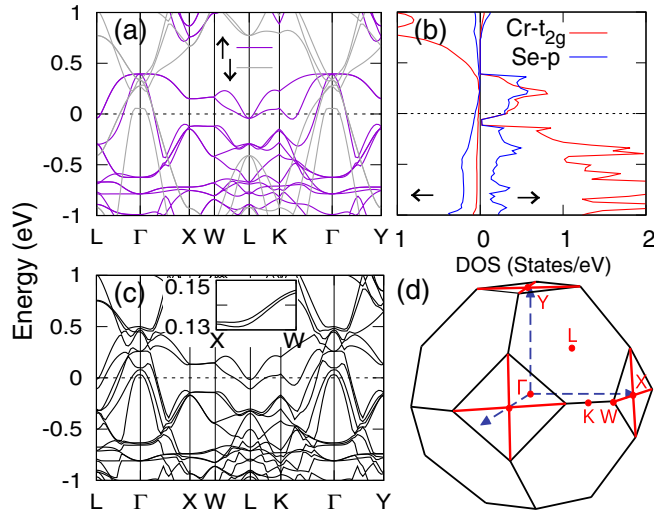 (a)
↑
↓
1
0.5
0
-0.5
-1
L Γ X W L K Γ Y
(b)
Cr-t2g
Se-p
← →
1 0 1 2
DOS (States/eV)
Energy (eV)
(c)
1
0.5
0
-0.5
-1
0.15
0.13
X W
L Γ X W L K Γ Y
(d)
Y
L
Γ
X
K W